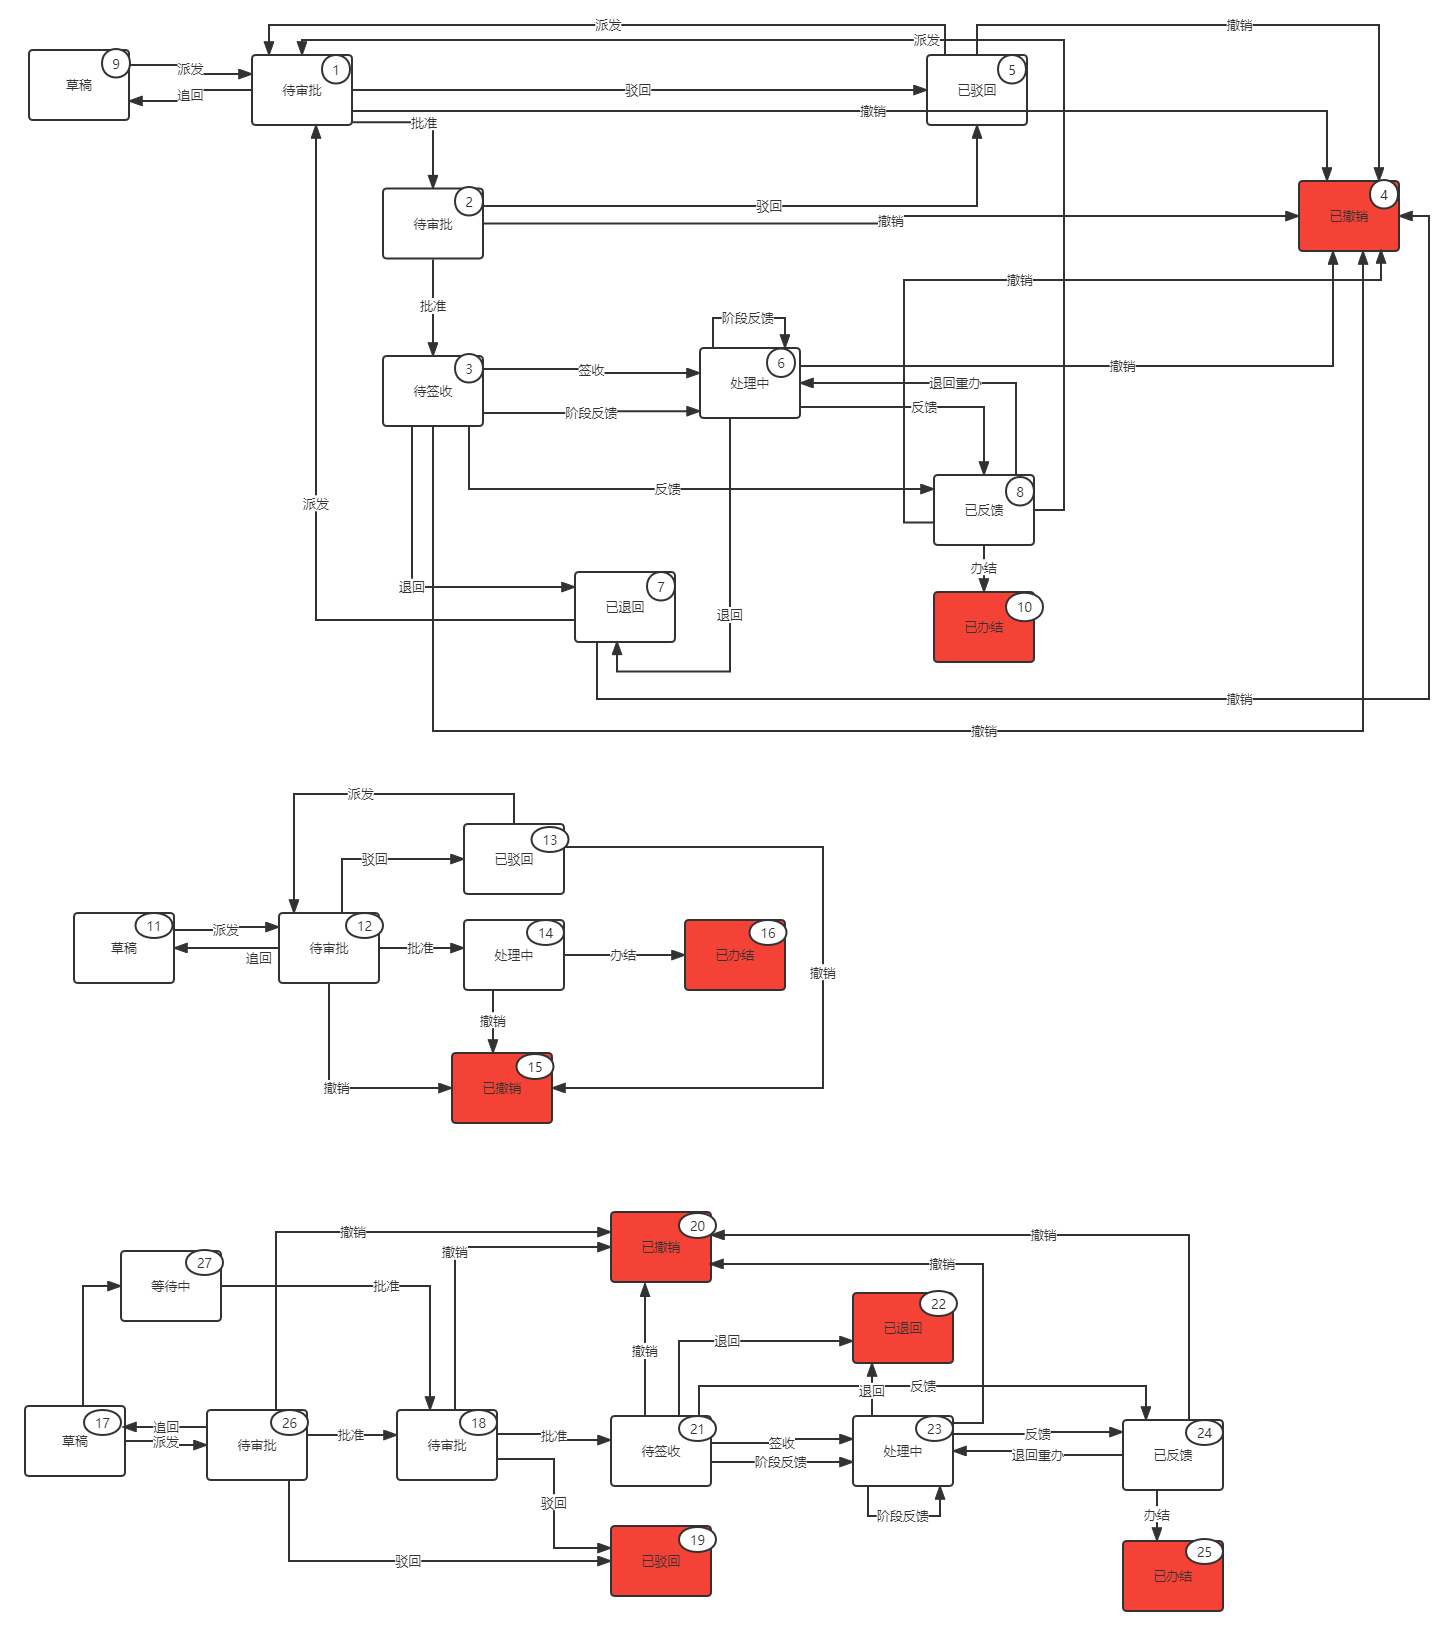 派发
撤销
派发
9
草稿
派发
追回
1
待审批
驳回
5
已驳回
撤销
批准
2
待审批
驳回
撤销
4
已撤销
撤销
批准
阶段反馈
3
待签收
签收
阶段反馈
6
处理中
撤销
退回重办
反馈
派发
反馈
8
已反馈
办结
退回
7
已退回
退回
10
已办结
撤销
撤销
派发
13
已驳回
驳回
11
草稿
派发
追回
12
待审批
批准
14
处理中
办结
16
已办结
撤销
撤销
撤销
15
已撤销
撤销
20
已撤销
撤销
撤销
27
等待中
批准
撤销
22
已退回
撤销
退回
退回
反馈
17
草稿
追回
派发
26
待审批
批准
18
待审批
批准
21
待签收
签收
阶段反馈
23
处理中
反馈
退回重办
24
已反馈
驳回
阶段反馈
办结
驳回
19
已驳回
25
已办结